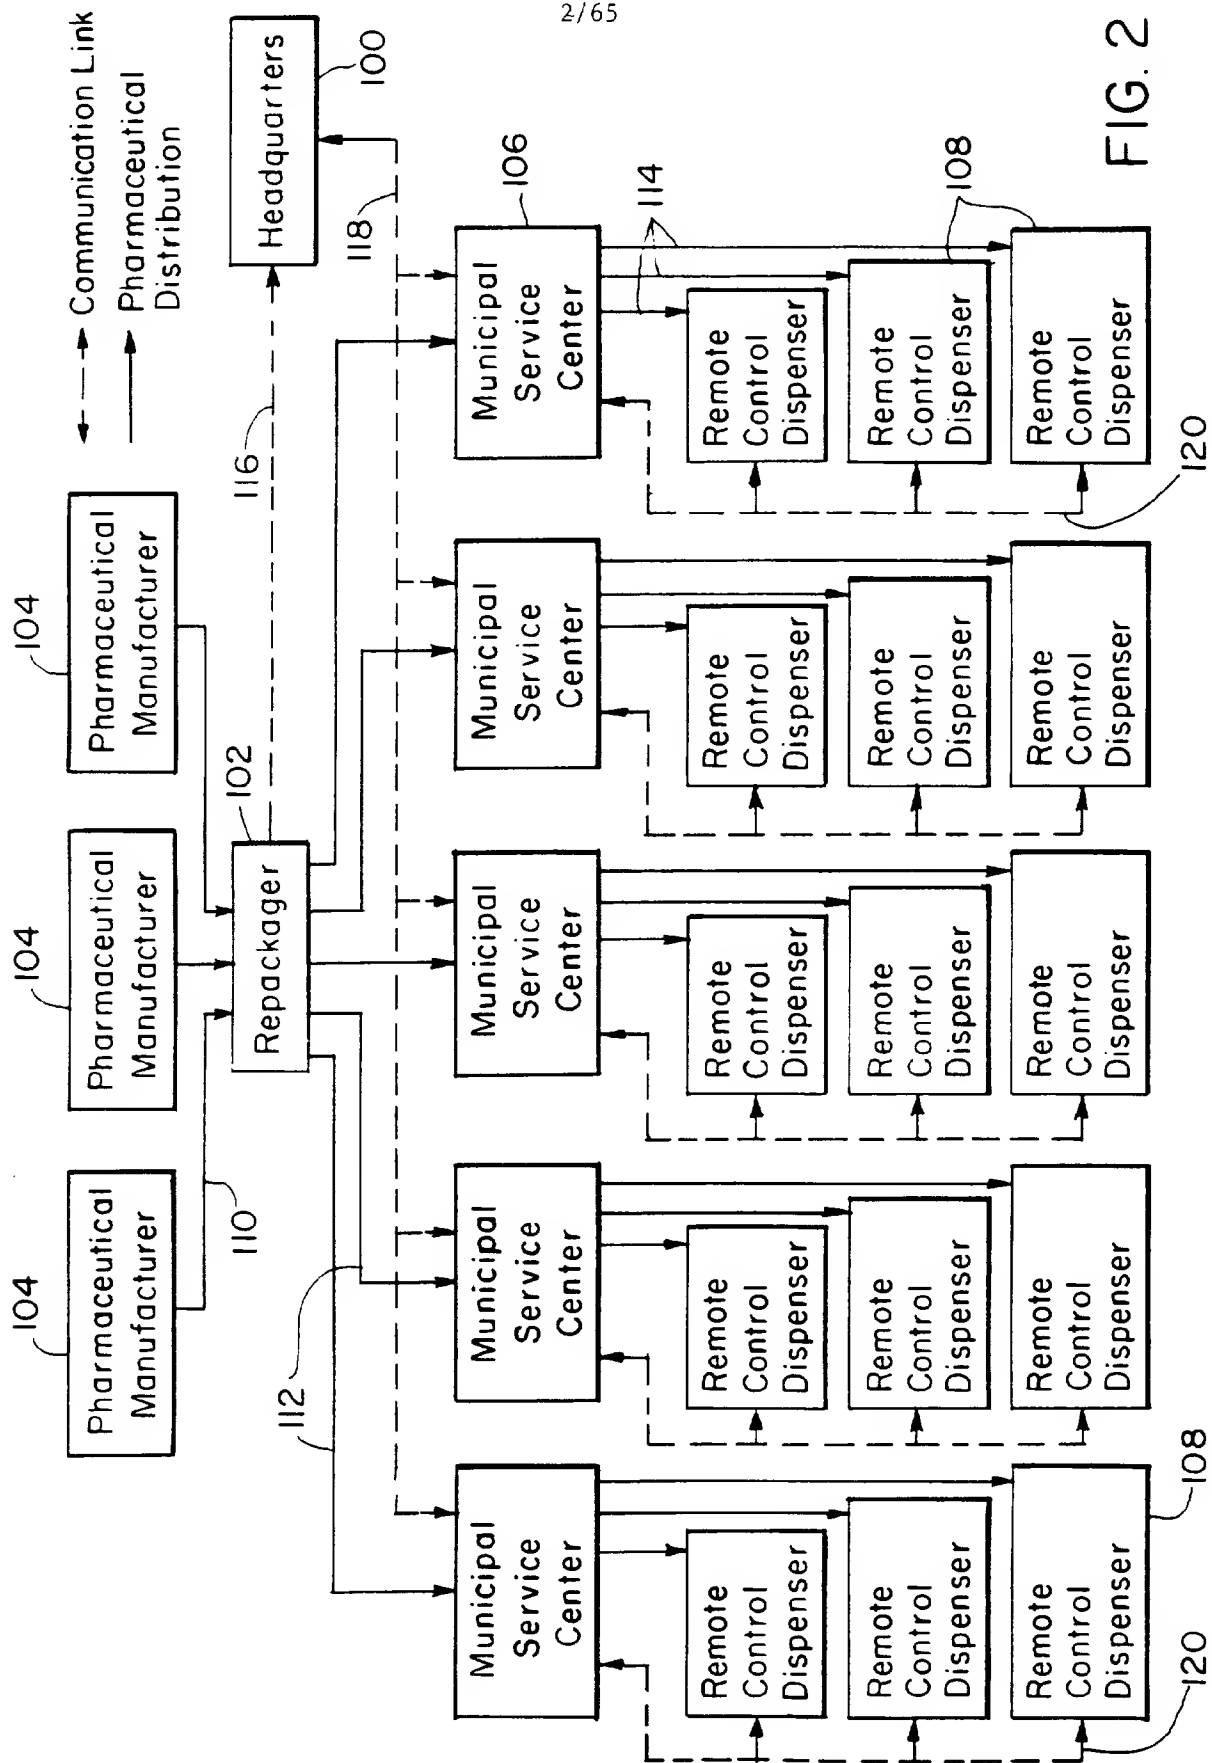 2/65
Communication Link
Pharmaceutical
Distribution
104
104
104
Pharmaceutical
Manufacturer
Pharmaceutical
Manufacturer
Pharmaceutical
Manufacturer
110
102
Repackager
116
Headquarters
100
112
118
106
Municipal
Service
Center
Municipal
Service
Center
Municipal
Service
Center
Municipal
Service
Center
Municipal
Service
Center
114
Remote
Control
Dispenser
Remote
Control
Dispenser
Remote
Control
Dispenser
Remote
Control
Dispenser
Remote
Control
Dispenser
108
Remote
Control
Dispenser
Remote
Control
Dispenser
Remote
Control
Dispenser
Remote
Control
Dispenser
Remote
Control
Dispenser
Remote
Control
Dispenser
Remote
Control
Dispenser
Remote
Control
Dispenser
Remote
Control
Dispenser
Remote
Control
Dispenser
120
108
120
FIG. 2